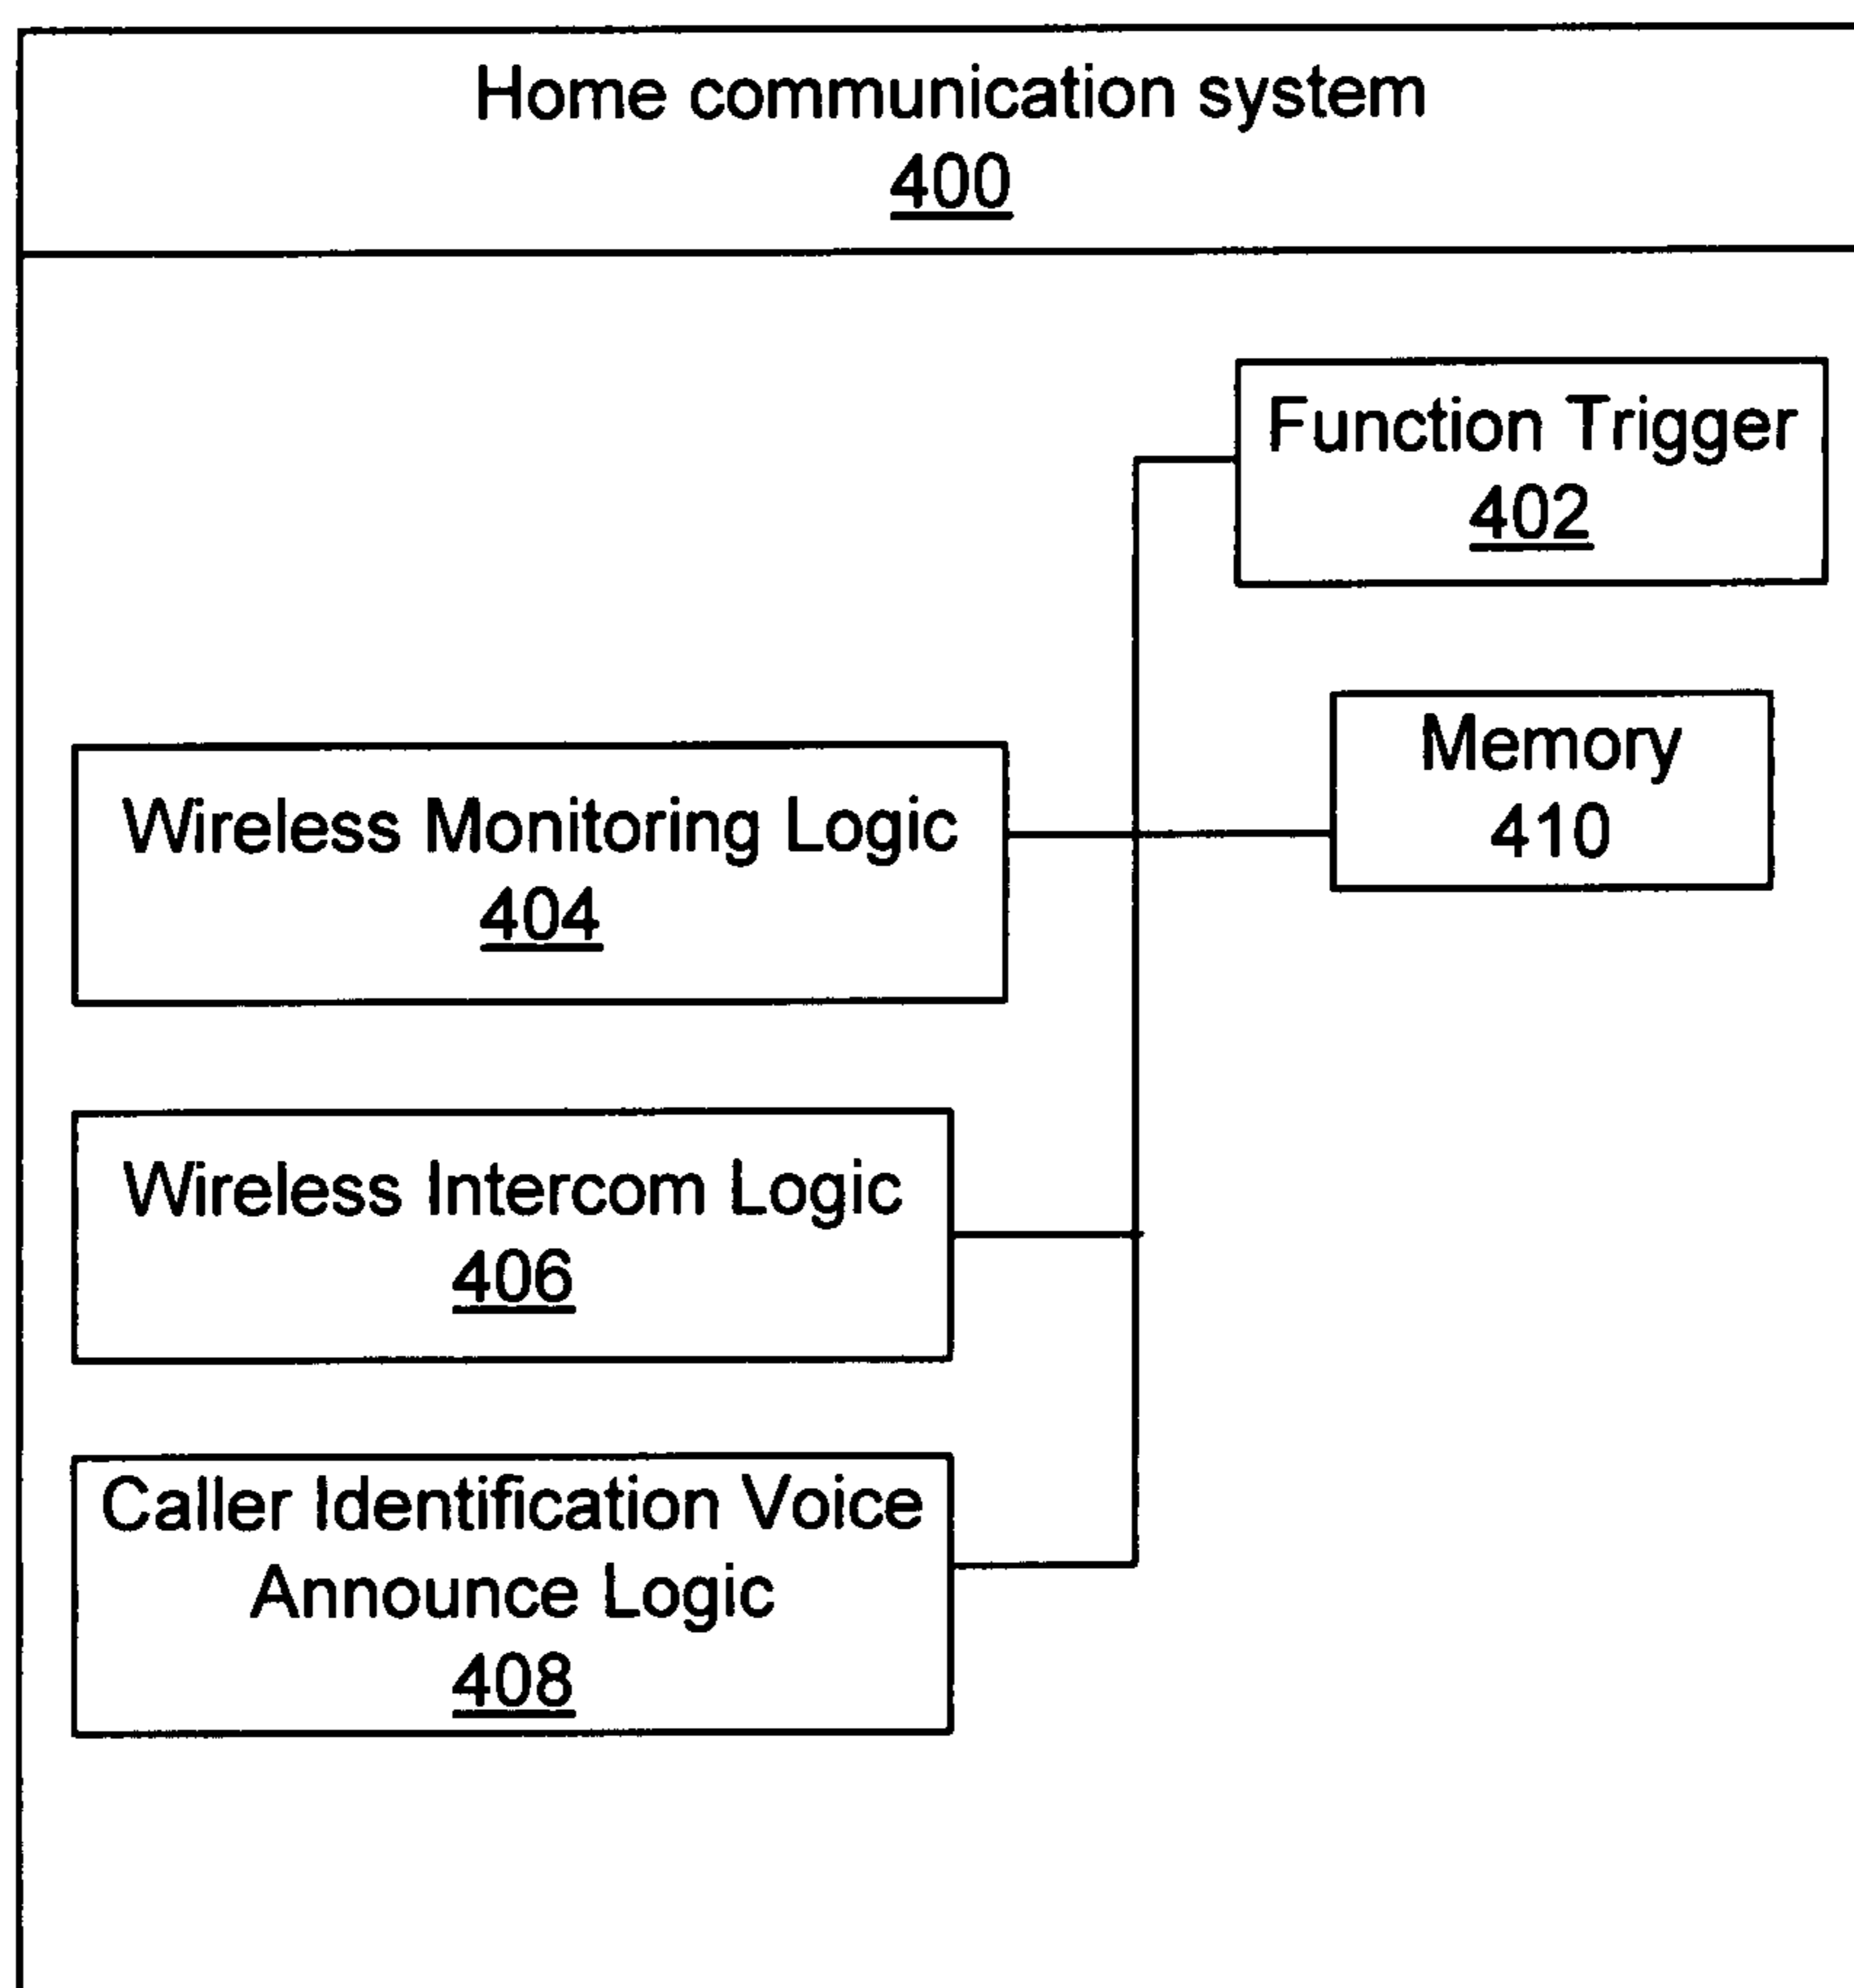 Home communication system
400
Function Trigger
402
Memory
410
Wireless Monitoring Logic
404
Wireless Intercom Logic
406
Caller Identification Voice
Announce Logic
408